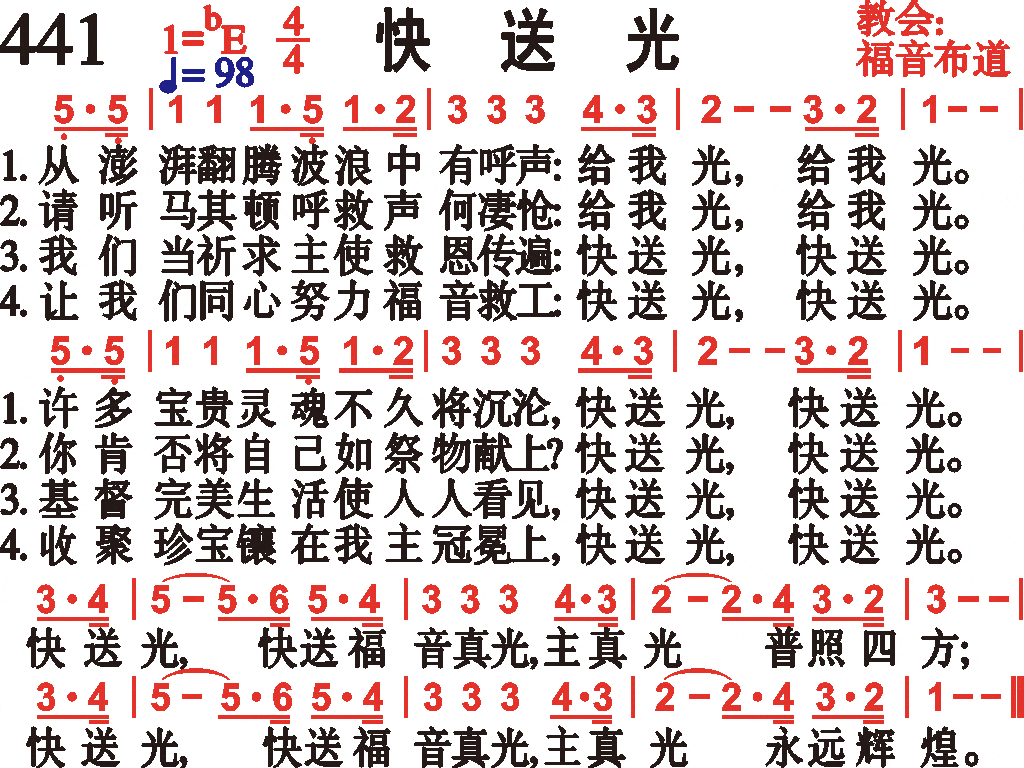 441 1=♭E 4/4 快送光 教会:
♩= 98 福音布道
5·5 | 1 1 1·5 1·2 | 3 3 3 4·3 | 2 - - 3·2 | 1 - - |
1. 从澎湃翻腾波浪中有呼声: 给我光, 给我光。
2. 请听马其顿呼救声何凄怆: 给我光, 给我光。
3. 我们当祈求主使救恩传遍: 快送光, 快送光。
4. 让我们同心努力福音救工: 快送光, 快送光。
5·5 | 1 1 1·5 1·2 | 3 3 3 4·3 | 2 - - 3·2 | 1 - - |
1. 许多宝贵灵魂不久将沉沦, 快送光, 快送光。
2. 你肯否将自己如祭物献上? 快送光, 快送光。
3. 基督完美生活使人人看见, 快送光, 快送光。
4. 收聚珍宝镶在我主冠冕上, 快送光, 快送光。
3·4 | 5 - 5·6 5·4 | 3 3 3 4·3 | 2 - 2·4 3·2 | 3 - - |
快送光, 快送福音真光, 主真光 普照四方;
3·4 | 5 - 5·6 5·4 | 3 3 3 4·3 | 2 - 2·4 3·2 | 1 - - ‖
快送光, 快送福音真光, 主真光 永远辉煌。